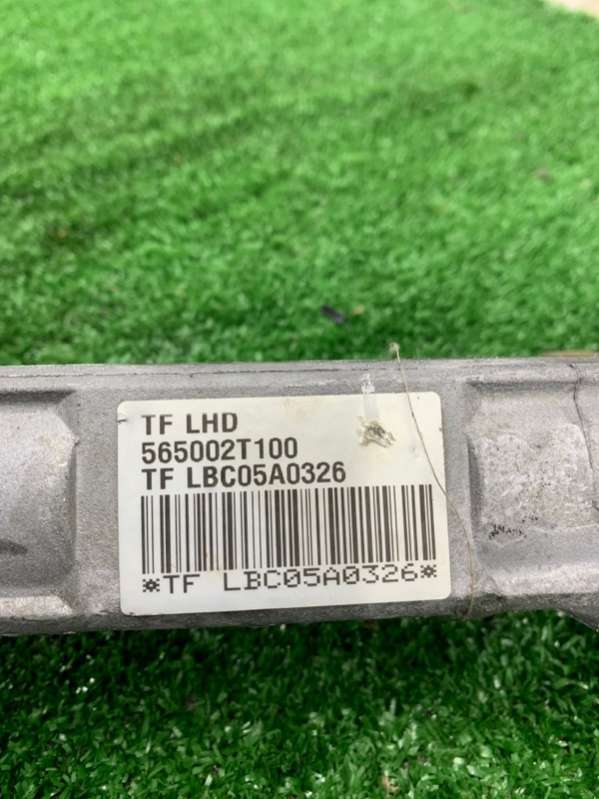 TF LHD
565002T100
TF LBC05A0326
*TF LBC05A0326*